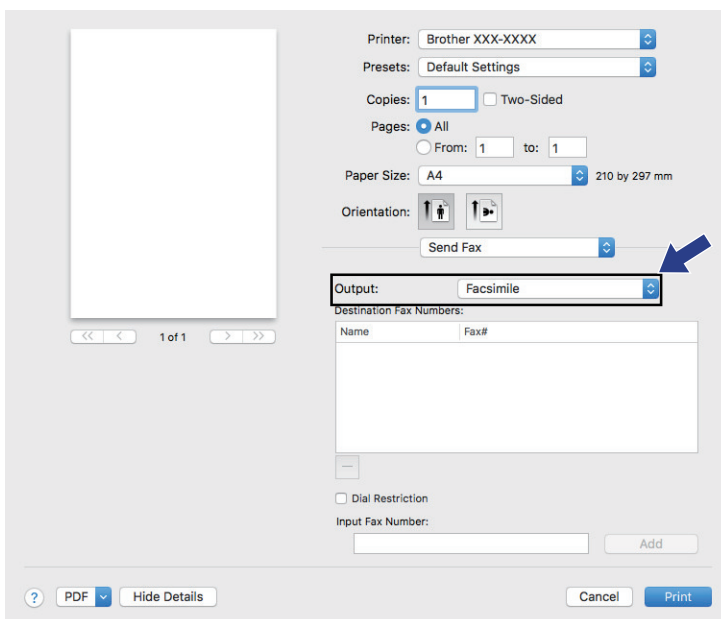 Printer: Brother XXX-XXXX
Presets: Default Settings
Copies: 1 Two-Sided
Pages: All
From: 1 to: 1
Paper Size: A4 210 by 297 mm
Orientation:
Send Fax
Output: Facsimile
Destination Fax Numbers:
Name Fax#
<< < 1 of 1 > >>
Dial Restriction
Input Fax Number:
Add
? PDF Hide Details Cancel Print